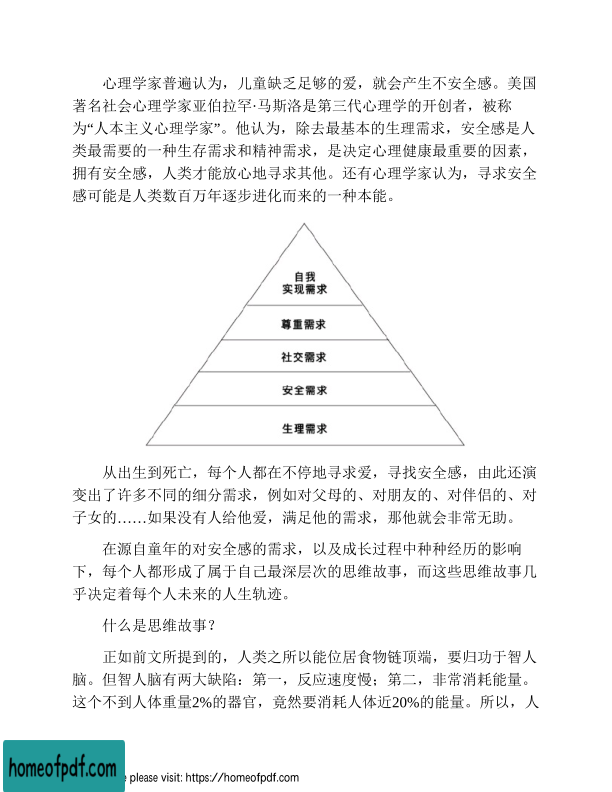 心理学家普遍认为，儿童缺乏足够的爱，就会产生不安全感。美国
著名社会心理学家亚伯拉罕·马斯洛是第三代心理学的开创者，被称
为“人本主义心理学家”。他认为，除去最基本的生理需求，安全感是人
类最需要的一种生存需求和精神需求，是决定心理健康最重要的因素，
拥有安全感，人类才能放心地寻求其他。还有心理学家认为，寻求安全
感可能是人类数百万年逐步进化而来的一种本能。
自我
实现需求
尊重需求
社交需求
安全需求
生理需求
从出生到死亡，每个人都在不停地寻求爱，寻找安全感，由此还演
变出了许多不同的细分需求，例如对父母的、对朋友的、对伴侣的、对
子女的……如果没有人给他爱，满足他的需求，那他就会非常无助。
在源自童年的对安全感的需求，以及成长过程中种种经历的影响
下，每个人都形成了属于自己最深层次的思维故事，而这些思维故事几
乎决定着每个人未来的人生轨迹。
什么是思维故事？
正如前文所提到的，人类之所以能位居食物链顶端，要归功于智人
脑。但智人脑有两大缺陷：第一，反应速度慢；第二，非常消耗能量。
这个不到人体重量2%的器官，竟然要消耗人体近20%的能量。所以，人
homeofpdf.com
e please visit: https://homeofpdf.com